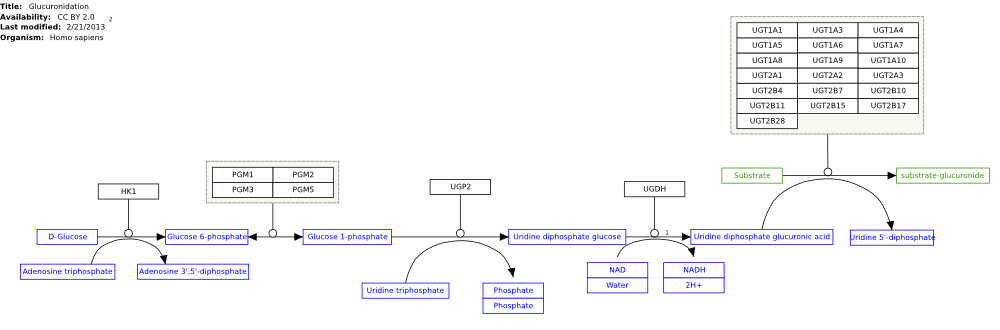 Title: Glucuronidation
Availability: CC BY 2.0 2
Last modified: 2/21/2013
Organism: Homo sapiens
UGT1A1 UGT1A3 UGT1A4
UGT1A5 UGT1A6 UGT1A7
UGT1A8 UGT1A9 UGT1A10
UGT2A1 UGT2A2 UGT2A3
UGT2B4 UGT2B7 UGT2B10
UGT2B11 UGT2B15 UGT2B17
UGT2B28
PGM1 PGM2
PGM3 PGM5
HK1
UGP2
UGDH
Substrate
substrate-glucuronide
D-Glucose
Glucose 6-phosphate
Glucose 1-phosphate
Uridine diphosphate glucose
1
Uridine diphosphate glucuronic acid
Uridine 5'-diphosphate
Adenosine triphosphate
Adenosine 3',5'-diphosphate
Uridine triphosphate
Phosphate
Phosphate
NAD
Water
NADH
2H+